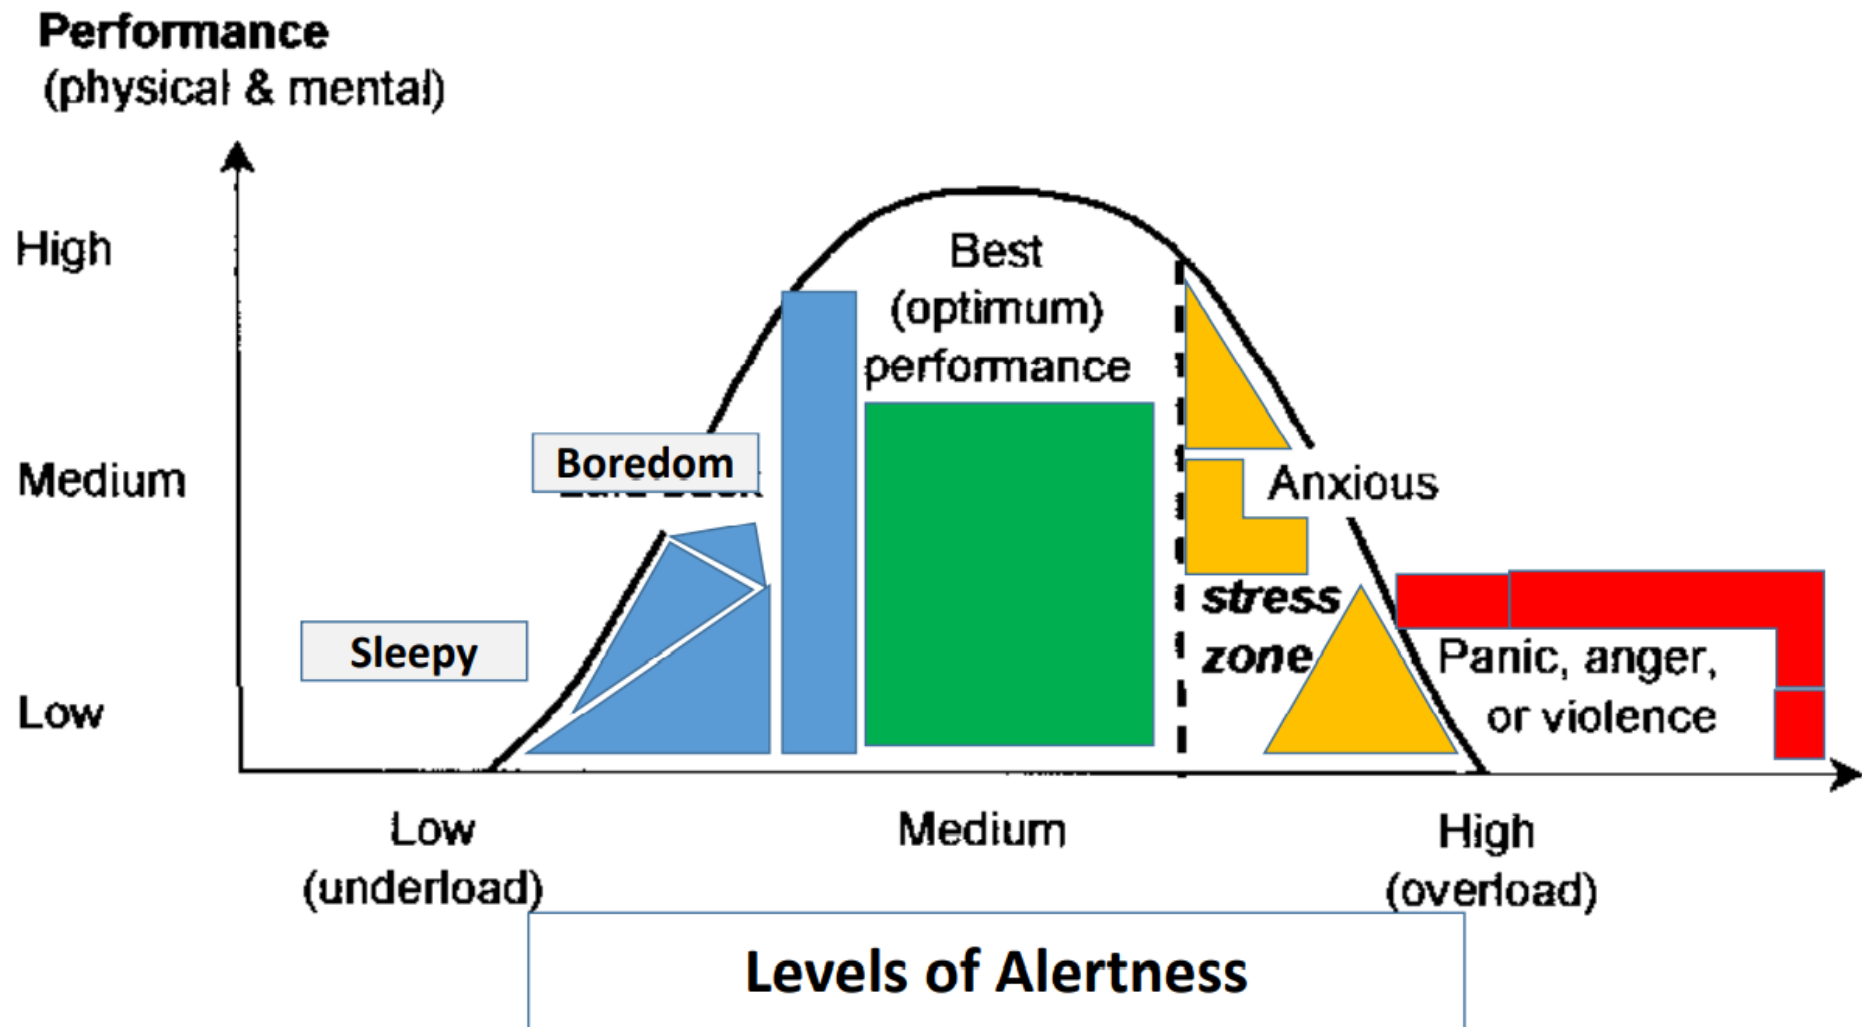 Performance
(physical & mental)
High
Best
(optimum)
performance
Boredom
Medium
Anxious
stress
zone
Sleepy
Panic, anger,
or violence
Low
Low
(underload)
Medium
High
(overload)
Levels of Alertness